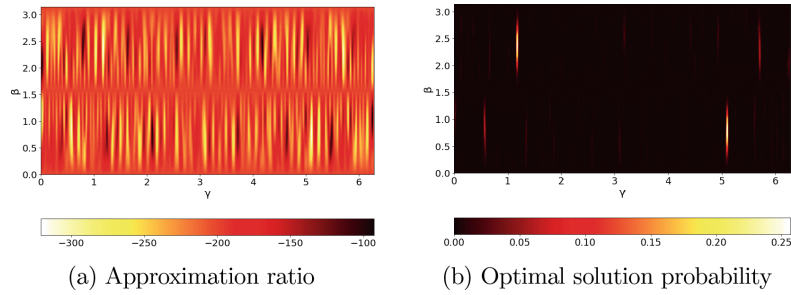 3.0
2.5
2.0
1.5
1.0
0.5
0.0
β
0 1 2 3 4 5 6
γ
−300 −250 −200 −150 −100
(a) Approximation ratio
3.0
2.5
2.0
1.5
1.0
0.5
0.0
β
0 1 2 3 4 5 6
γ
0.00 0.05 0.10 0.15 0.20 0.25
(b) Optimal solution probability